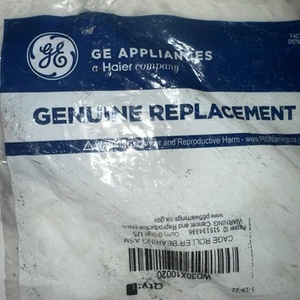 GE
GE APPLIANCES
a Haier company
GENUINE REPLACEMENT
and Reproductive Harm - www.P65Warnings.ca.gov
CAGE ROLLER BEARING ASM
WD30X10020
Qty:
www.p65warnings.ca.gov
WARNING: Cancer and Reproductive Harm